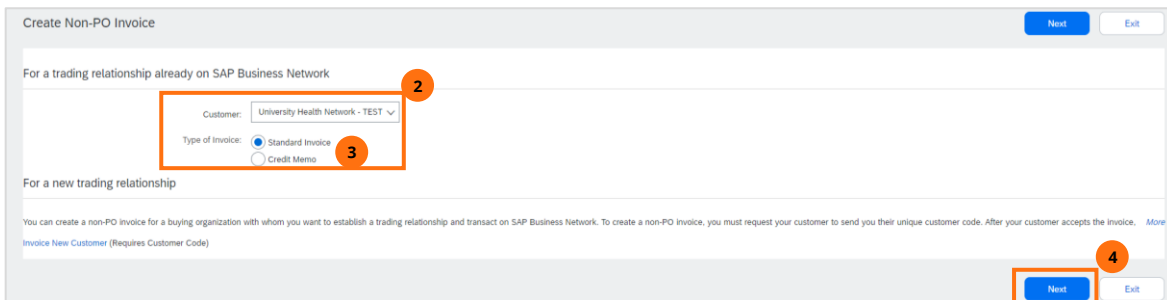 Create Non-PO Invoice
Next
Exit
For a trading relationship already on SAP Business Network
2
Customer: University Health Network - TEST
Type of Invoice: Standard Invoice
3
Credit Memo
For a new trading relationship
You can create a non-PO invoice for a buying organization with whom you want to establish a trading relationship and transact on SAP Business Network. To create a non-PO invoice, you must request your customer to send you their unique customer code. After your customer accepts the invoice, More
Invoice New Customer (Requires Customer Code)
4
Next
Exit